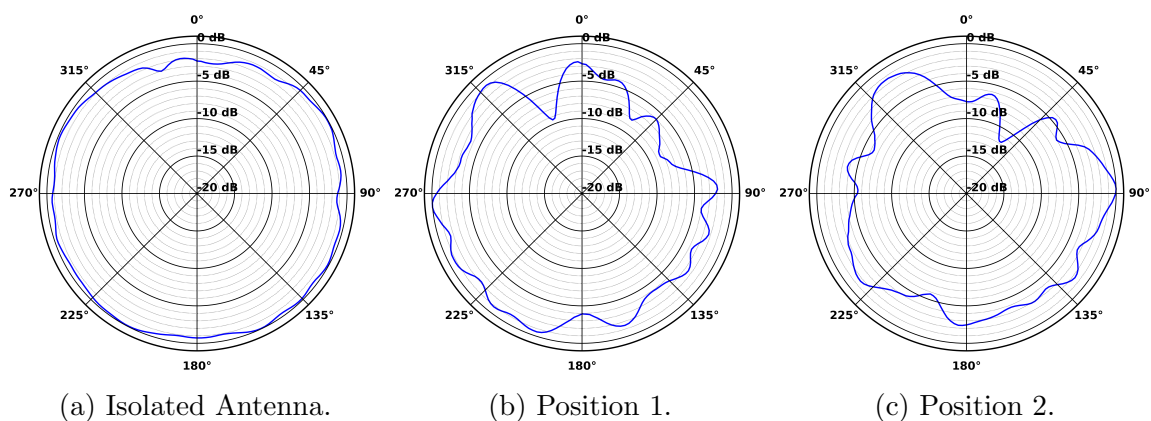 0°
0 dB
315°
45°
-5 dB
-10 dB
-15 dB
270°
-20 dB
90°
225°
135°
180°
(a) Isolated Antenna.
0°
0 dB
315°
45°
-5 dB
-10 dB
-15 dB
270°
-20 dB
90°
225°
135°
180°
(b) Position 1.
0°
0 dB
315°
45°
-5 dB
-10 dB
-15 dB
270°
-20 dB
90°
225°
135°
180°
(c) Position 2.